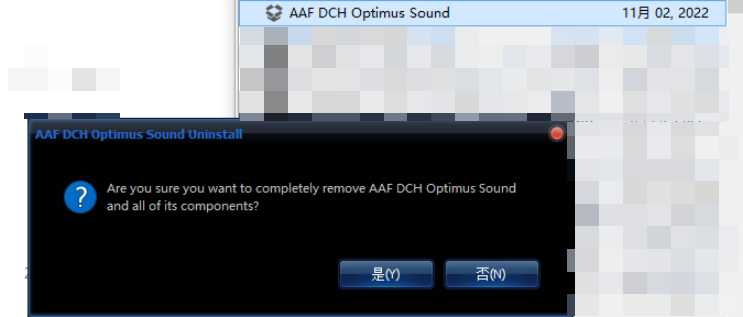 AAF DCH Optimus Sound 11月 02, 2022
AAF DCH Optimus Sound Uninstall
Are you sure you want to completely remove AAF DCH Optimus Sound
and all of its components?
是(Y) 否(N)